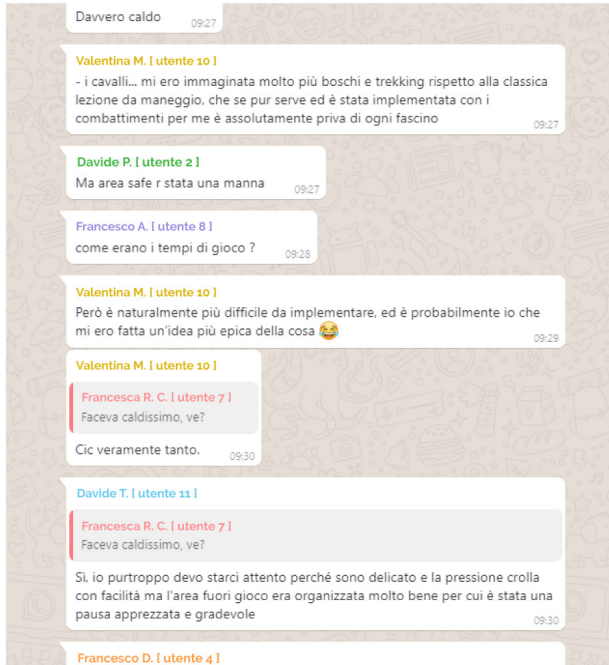 Davvero caldo
09:27
Valentina M. [ utente 10 ]
- i cavalli... mi ero immaginata molto più boschi e trekking rispetto alla classica
lezione da maneggio, che se pur serve ed è stata implementata con i
combattimenti per me è assolutamente priva di ogni fascino
09:27
Davide P. [ utente 2 ]
Ma area safe r stata una manna
09:27
Francesco A. [ utente 8 ]
come erano i tempi di gioco ?
09:28
Valentina M. [ utente 10 ]
Però è naturalmente più difficile da implementare, ed è probabilmente io che
mi ero fatta un'idea più epica della cosa 😂
09:29
Valentina M. [ utente 10 ]
Francesca R. C. [ utente 7 ]
Faceva caldissimo, ve?
Cic veramente tanto.
09:30
Davide T. [ utente 11 ]
Francesca R. C. [ utente 7 ]
Faceva caldissimo, ve?
Sì, io purtroppo devo starci attento perché sono delicato e la pressione crolla
con facilità ma l'area fuori gioco era organizzata molto bene per cui è stata una
pausa apprezzata e gradevole
09:30
Francesco D. [ utente 4 ]